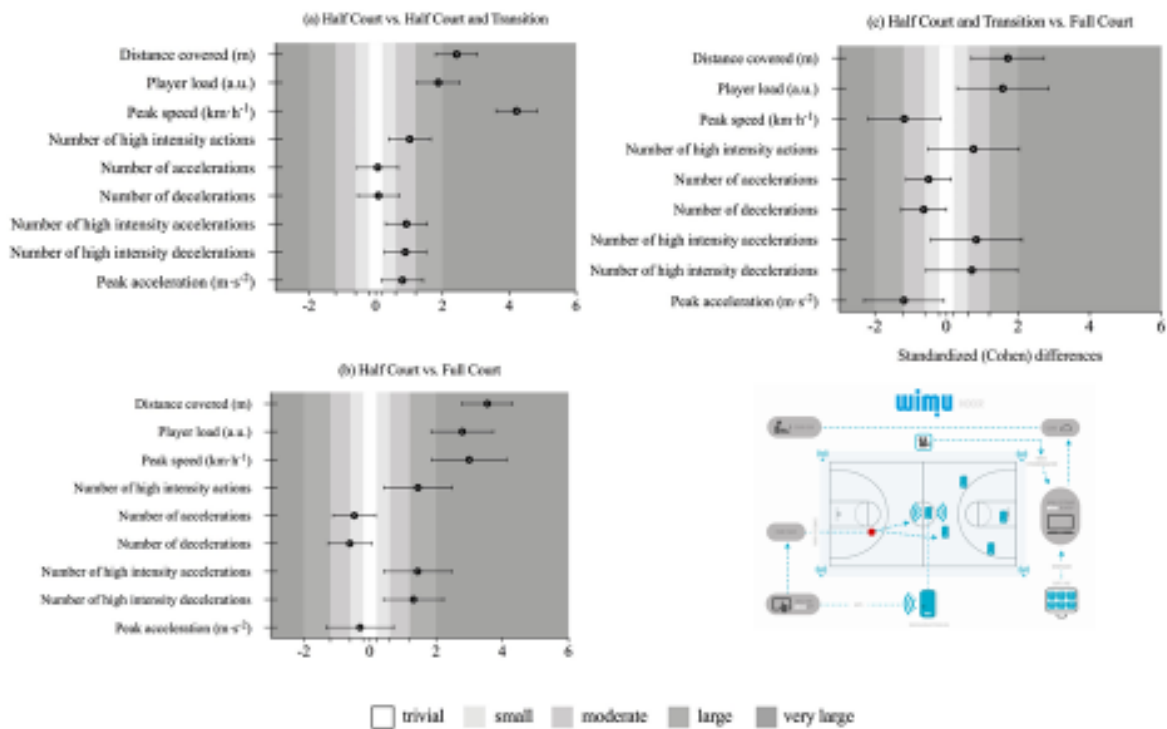 (a) Half Court vs. Half Court and Transition
Distance covered (m)
Player load (a.u.)
Peak speed (km·h⁻¹)
Number of high intensity actions
Number of accelerations
Number of decelerations
Number of high intensity accelerations
Number of high intensity decelerations
Peak acceleration (m·s⁻²)
-2 0 2 4 6
(c) Half Court and Transition vs. Full Court
Distance covered (m)
Player load (a.u.)
Peak speed (km·h⁻¹)
Number of high intensity actions
Number of accelerations
Number of decelerations
Number of high intensity accelerations
Number of high intensity decelerations
Peak acceleration (m·s⁻²)
-2 0 2 4 6
Standardized (Cohen) differences
(b) Half Court vs. Full Court
Distance covered (m)
Player load (a.u.)
Peak speed (km·h⁻¹)
Number of high intensity actions
Number of accelerations
Number of decelerations
Number of high intensity accelerations
Number of high intensity decelerations
Peak acceleration (m·s⁻²)
-2 0 2 4 6
wimu
trivial small moderate large very large